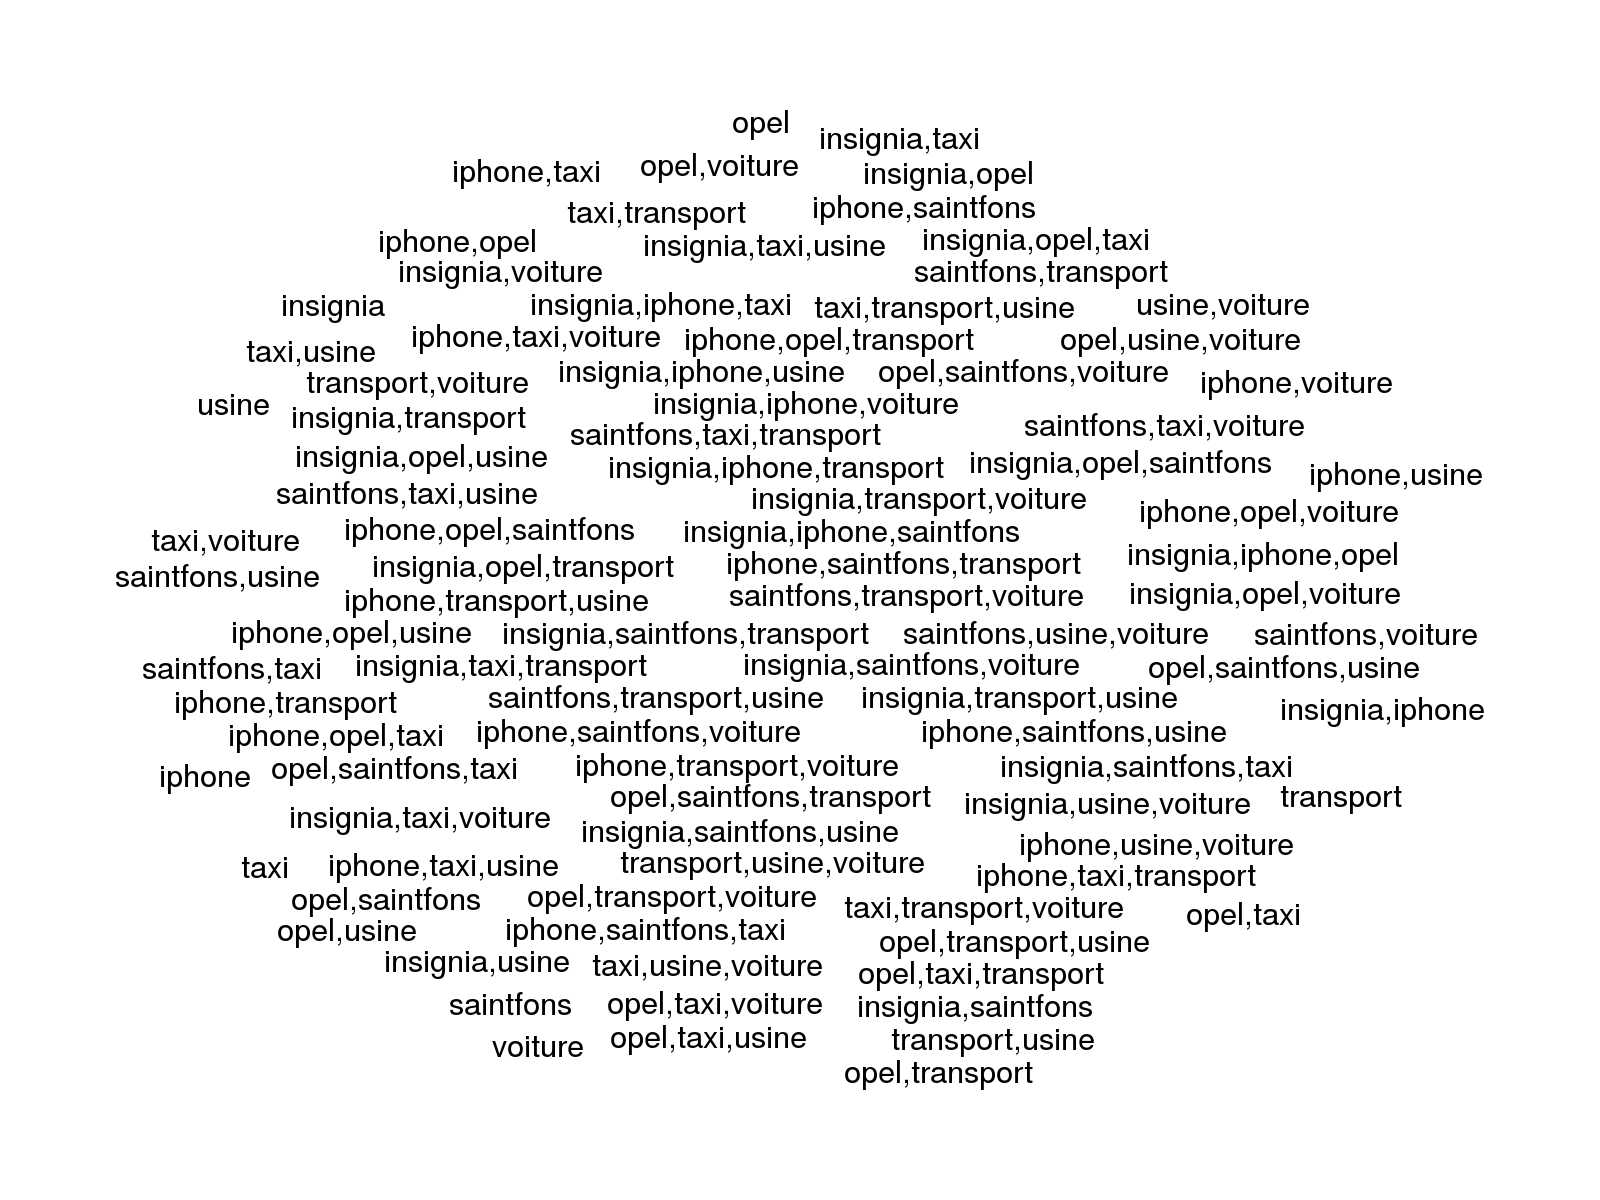 opel
insignia,taxi
iphone,taxi
opel,voiture
insignia,opel
taxi,transport
iphone,saintfons
iphone,opel
insignia,taxi,usine
insignia,opel,taxi
insignia,voiture
saintfons,transport
insignia
insignia,iphone,taxi
taxi,transport,usine
usine,voiture
taxi,usine
iphone,taxi,voiture
iphone,opel,transport
opel,usine,voiture
transport,voiture
insignia,iphone,usine
opel,saintfons,voiture
iphone,voiture
usine
insignia,transport
insignia,iphone,voiture
saintfons,taxi,transport
saintfons,taxi,voiture
insignia,opel,usine
insignia,iphone,transport
insignia,opel,saintfons
iphone,usine
saintfons,taxi,usine
insignia,transport,voiture
iphone,opel,voiture
taxi,voiture
iphone,opel,saintfons
insignia,iphone,saintfons
saintfons,usine
insignia,opel,transport
iphone,saintfons,transport
insignia,iphone,opel
iphone,transport,usine
saintfons,transport,voiture
insignia,opel,voiture
iphone,opel,usine
insignia,saintfons,transport
saintfons,usine,voiture
saintfons,voiture
saintfons,taxi
insignia,taxi,transport
insignia,saintfons,voiture
opel,saintfons,usine
iphone,transport
saintfons,transport,usine
insignia,transport,usine
insignia,iphone
iphone,opel,taxi
iphone,saintfons,voiture
iphone,saintfons,usine
iphone
opel,saintfons,taxi
iphone,transport,voiture
insignia,saintfons,taxi
opel,saintfons,transport
insignia,usine,voiture
transport
insignia,taxi,voiture
insignia,saintfons,usine
iphone,usine,voiture
taxi
iphone,taxi,usine
transport,usine,voiture
iphone,taxi,transport
opel,saintfons
opel,transport,voiture
taxi,transport,voiture
opel,taxi
opel,usine
iphone,saintfons,taxi
opel,transport,usine
insignia,usine
taxi,usine,voiture
opel,taxi,transport
saintfons
opel,taxi,voiture
insignia,saintfons
voiture
opel,taxi,usine
transport,usine
opel,transport